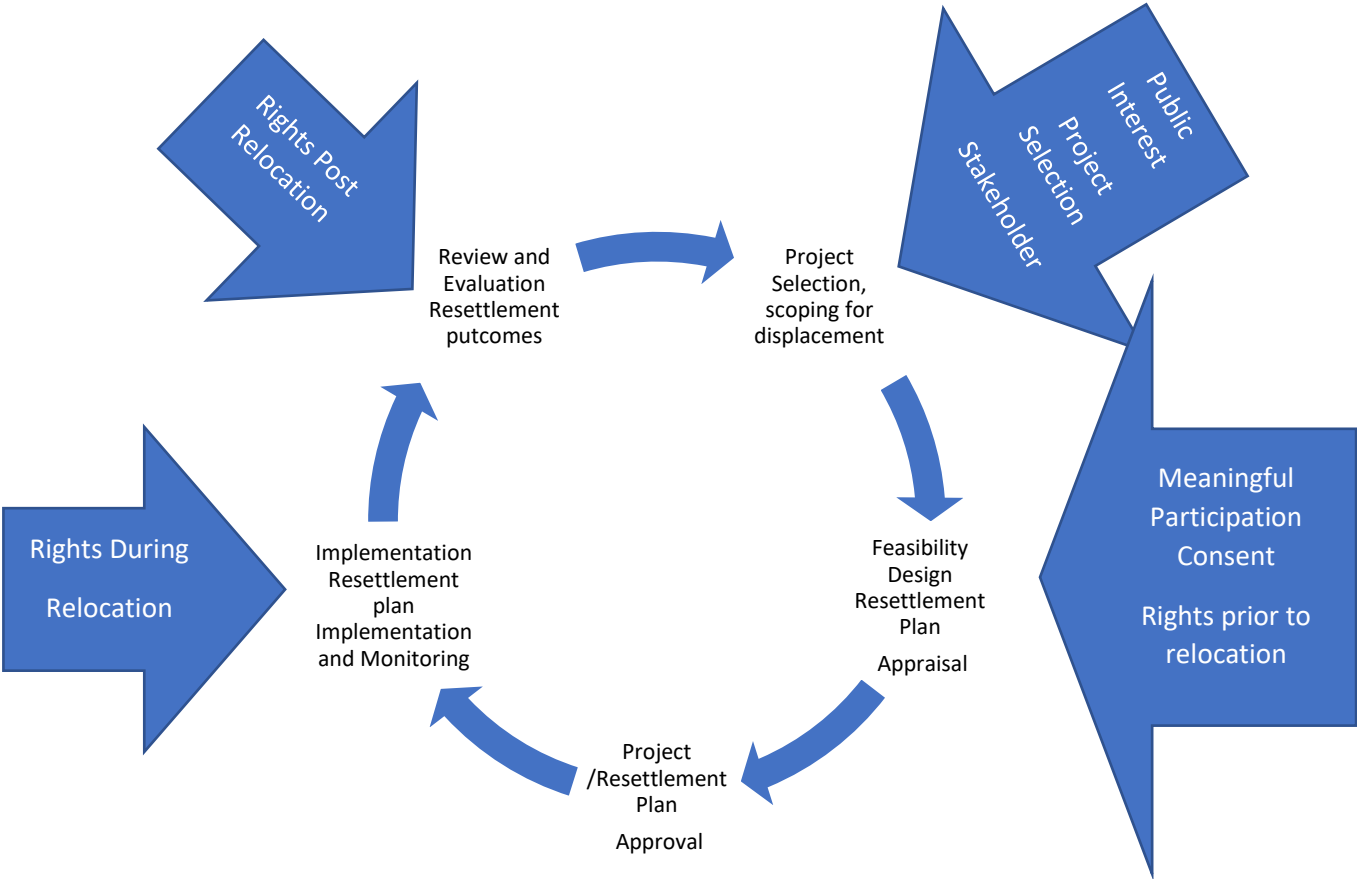 Rights Post
Relocation
Public
Interest
Project
Selection
Stakeholder
Review and
Evaluation
Resettlement
putcomes
Project
Selection,
scoping for
displacement
Rights During
Relocation
Implementation
Resettlement
plan
Implementation
and Monitoring
Feasibility
Design
Resettlement
Plan
Appraisal
Meaningful
Participation
Consent
Rights prior to
relocation
Project
/Resettlement
Plan
Approval